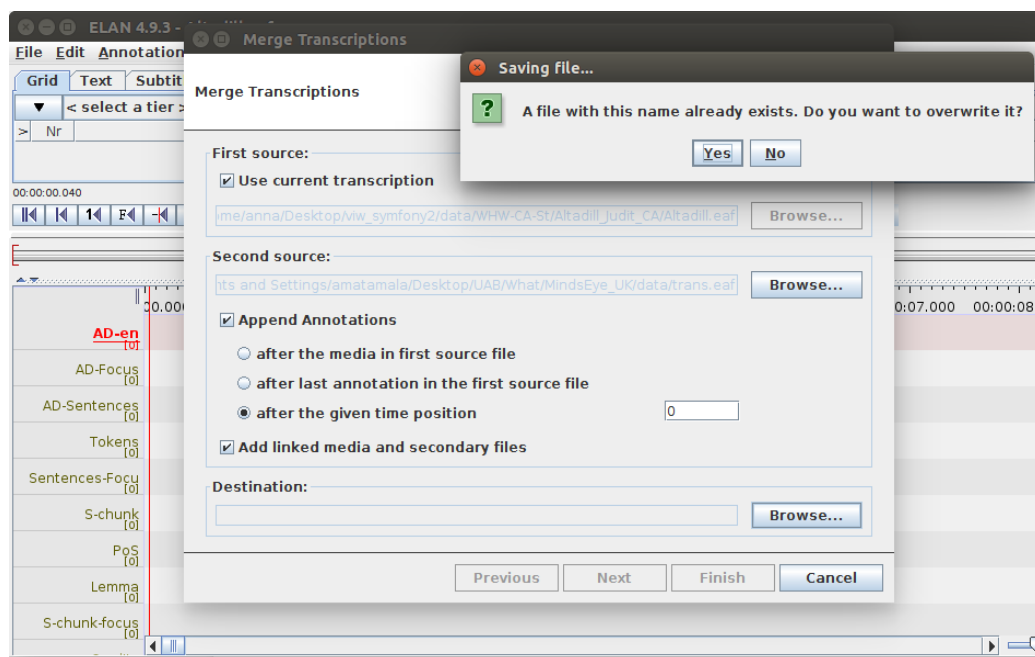 ELAN 4.9.3 -
File Edit Annotation
Grid Text Subtit
▼ < select a tier >
> Nr
00:00:00.040
Merge Transcriptions
Merge Transcriptions
Saving file...
A file with this name already exists. Do you want to overwrite it?
Yes No
First source:
Use current transcription
ome/anna/Desktop/viw_symfony2/data/WHW-CA-St/Altadill_Judit_CA/Altadill.eaf Browse...
Second source:
nts and Settings/amatamala/Desktop/UAB/What/MindsEye_UK/data/trans.eaf Browse...
Append Annotations
after the media in first source file
after last annotation in the first source file
after the given time position 0
Add linked media and secondary files
Destination:
Browse...
Previous Next Finish Cancel
00.00 0:07.000 00:00:08
AD-en
[0]
AD-Focus
[0]
AD-Sentences
[0]
Tokens
[0]
Sentences-Focu
[0]
S-chunk
[0]
PoS
[0]
Lemma
[0]
S-chunk-focus
[0]